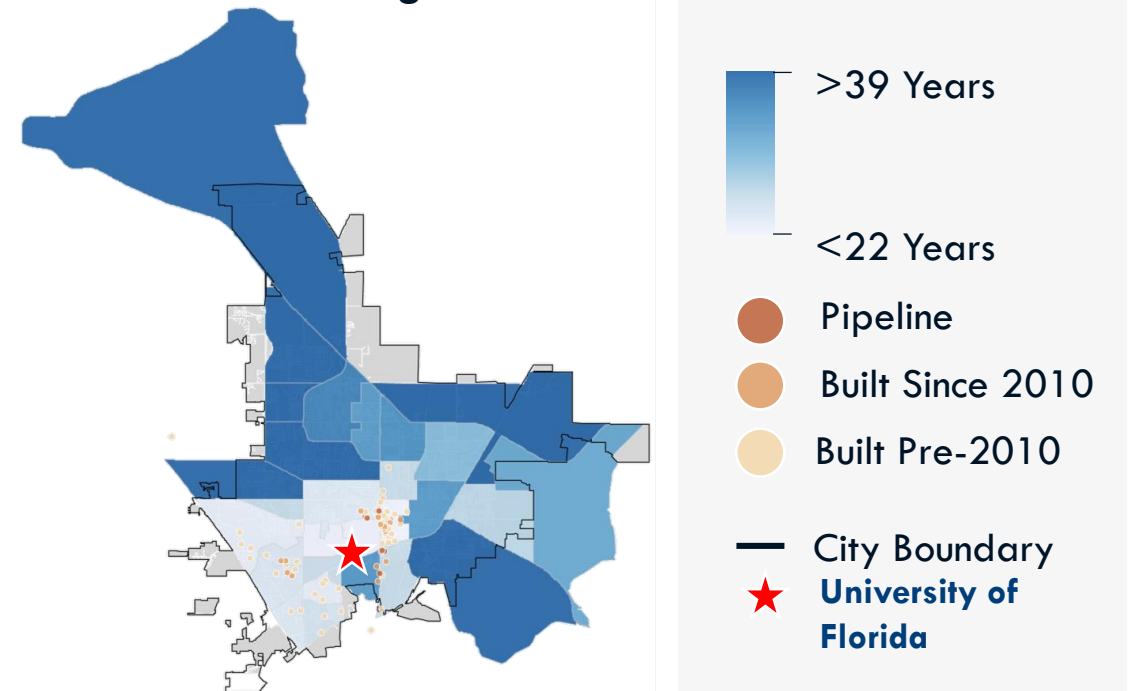 >39 Years
<22 Years
Pipeline
Built Since 2010
Built Pre-2010
City Boundary
University of
Florida